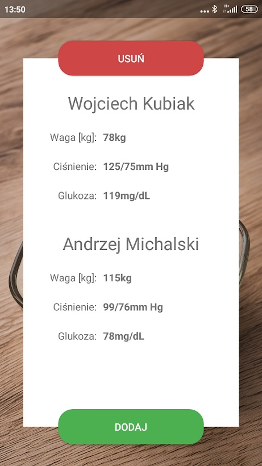 13:50
58
USUŃ
Wojciech Kubiak
Waga [kg]: 78kg
Ciśnienie: 125/75mm Hg
Glukoza: 119mg/dL
Andrzej Michalski
Waga [kg]: 115kg
Ciśnienie: 99/76mm Hg
Glukoza: 78mg/dL
DODAJ